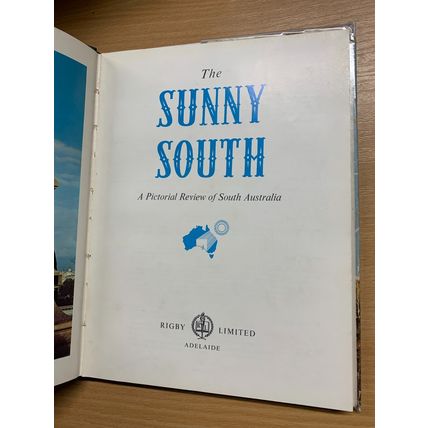 The
SUNNY
SOUTH
A Pictorial Review of South Australia
RIGBY LIMITED
ADELAIDE